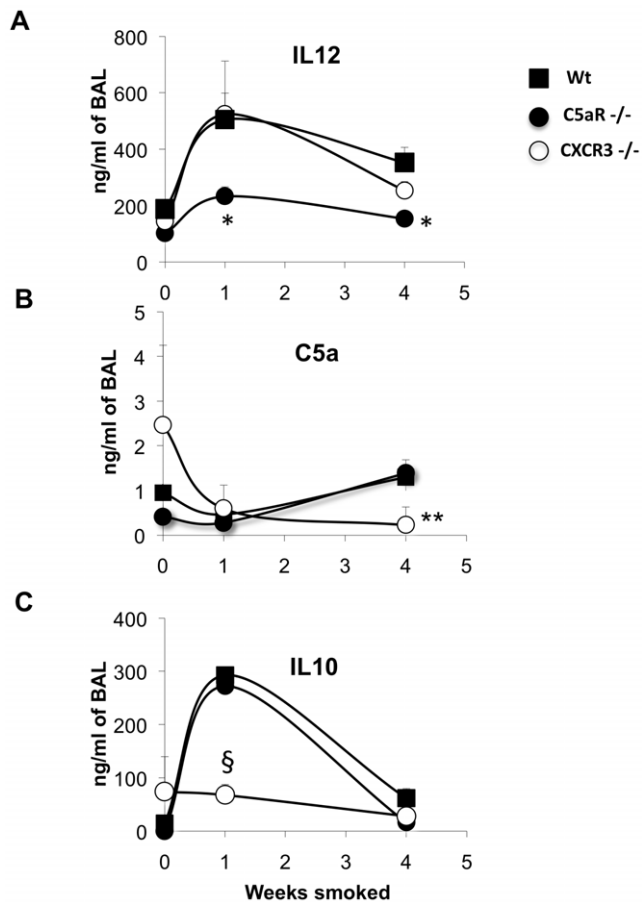 A
IL12
Wt
C5aR -/-
CXCR3 -/-
ng/ml of BAL
800
600
400
200
0
*
*
0 1 2 3 4 5
B
C5a
ng/ml of BAL
5
4
3
2
1
0
**
0 1 2 3 4 5
C
IL10
ng/ml of BAL
400
300
200
100
0
§
0 1 2 3 4 5
Weeks smoked